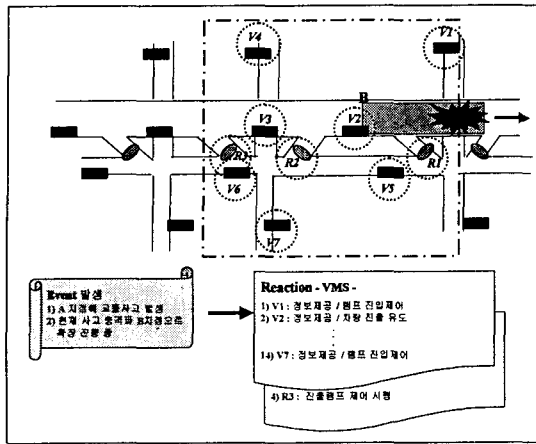 V4
V1
B
V3
V2
R3
R2
R1
V6
V5
V7
Event 발생
1) A 지점에 교통사고 발생
2) 현재 사고 충격파 B지점으로
확장 진행 중
Reaction - VMS -
1) V1 : 정보제공 / 램프 진입제어
2) V2 : 정보제공 / 차량 진출 유도
:
14) V7 : 정보제공 / 램프 진입제어
4) R3 : 진출램프 제어 시행